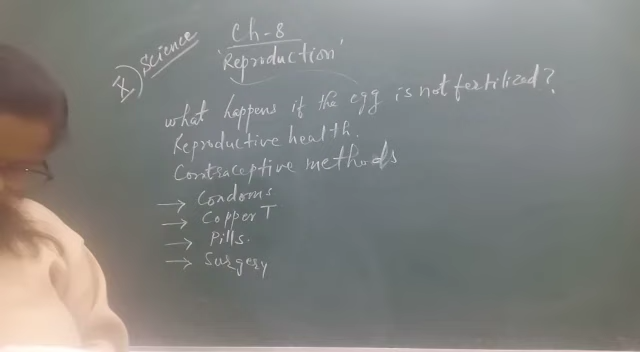 X) Science
Ch-8
'Reproduction'
what happens if the egg is not fertilized?
Reproductive health.
Contraceptive methods
→ Condoms
→ Copper T
→ Pills.
→ Surgery